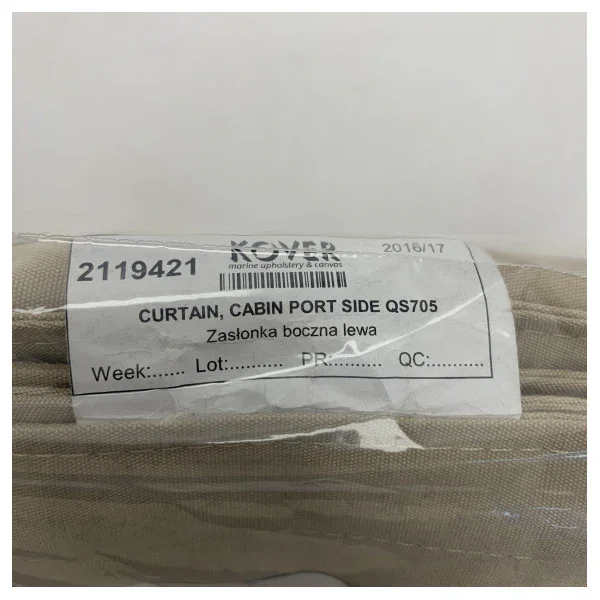 KOVER
2016/17
2119421
marine upholstery & canvas
CURTAIN, CABIN PORT SIDE QS705
Zasłonka boczna lewa
Week:...... Lot:.......... PR:.......... QC:..........